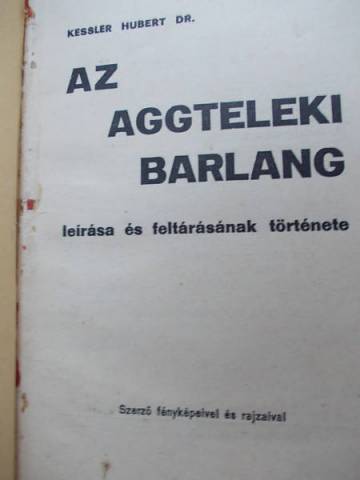 KESSLER HUBERT DR.
AZ
AGGTELEKI
BARLANG
leírása és feltárásának története
Szerző fényképeivel és rajzaival